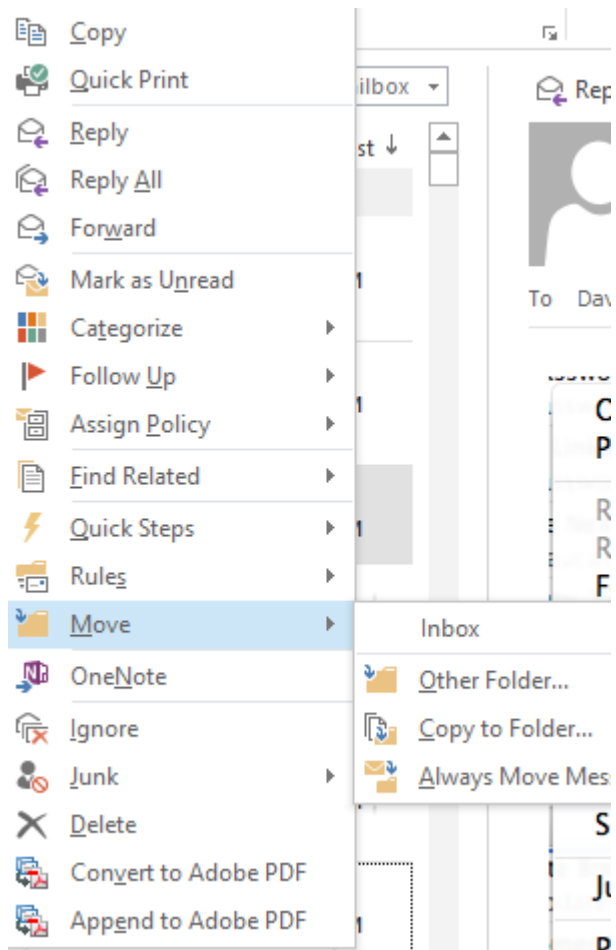 Copy
Quick Print
Reply
Reply All
Forward
Mark as Unread
Categorize
Follow Up
Assign Policy
Find Related
Quick Steps
Rules
Move
OneNote
Ignore
Junk
Delete
Convert to Adobe PDF
Append to Adobe PDF
Inbox
Other Folder...
Copy to Folder...
Always Move
To